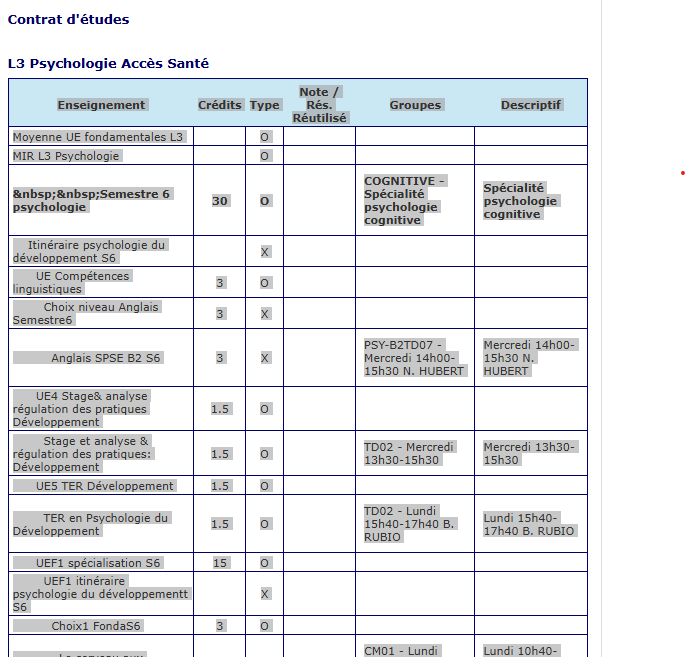 Contrat d'études
L3 Psychologie Accès Santé
Enseignement Crédits Type Note / Rés. Réutilisé Groupes Descriptif
Moyenne UE fondamentales L3 O
MIR L3 Psychologie O
&nbsp;&nbsp;Semestre 6 psychologie 30 O COGNITIVE - Spécialité psychologie cognitive Spécialité psychologie cognitive
Itinéraire psychologie du développement S6 X
UE Compétences linguistiques 3 O
Choix niveau Anglais Semestre6 3 X
Anglais SPSE B2 S6 3 X PSY-B2TD07 - Mercredi 14h00-15h30 N. HUBERT Mercredi 14h00-15h30 N. HUBERT
UE4 Stage& analyse régulation des pratiques Développement 1.5 O
Stage et analyse & régulation des pratiques: Développement 1.5 O TD02 - Mercredi 13h30-15h30 Mercredi 13h30-15h30
UE5 TER Développement 1.5 O
TER en Psychologie du Développement 1.5 O TD02 - Lundi 15h40-17h40 B. RUBIO Lundi 15h40-17h40 B. RUBIO
UEF1 spécialisation S6 15 O
UEF1 itinéraire psychologie du développementt S6 X
Choix1 FondaS6 3 O
CM01 - Lundi Lundi 10h40-